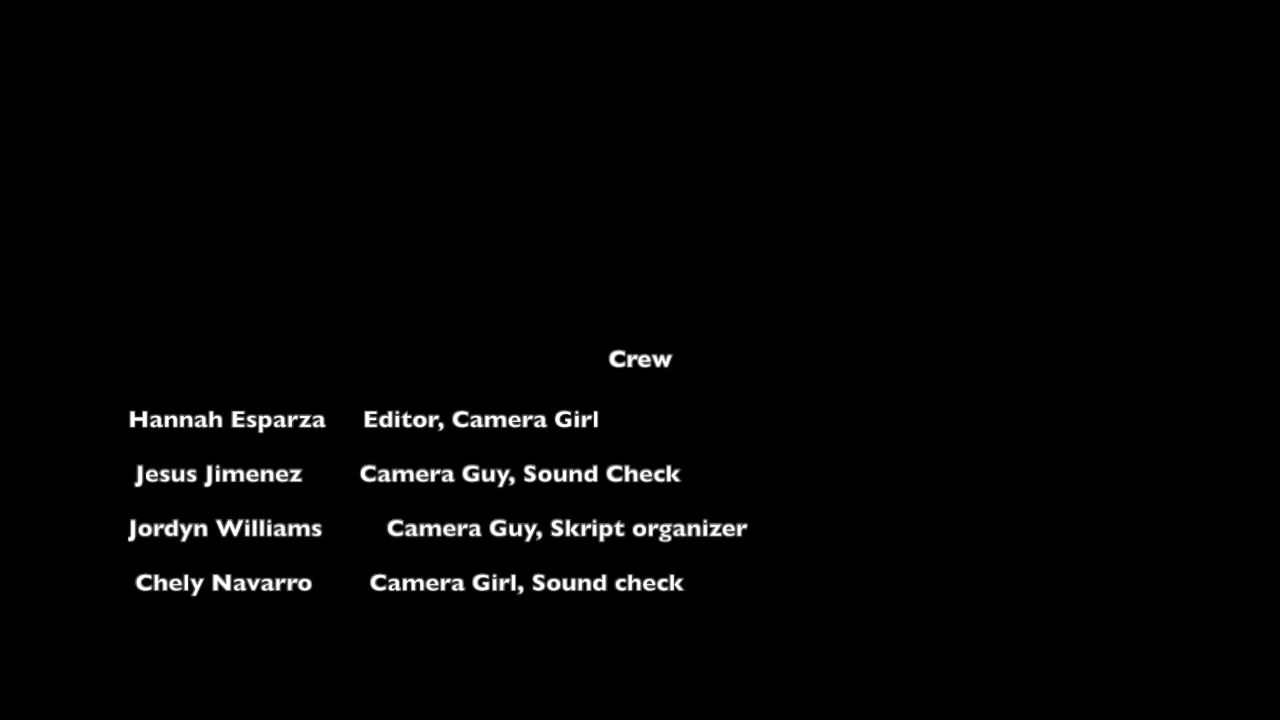 Crew
Hannah Esparza Editor, Camera Girl
Jesus Jimenez Camera Guy, Sound Check
Jordyn Williams Camera Guy, Skript organizer
Chely Navarro Camera Girl, Sound check